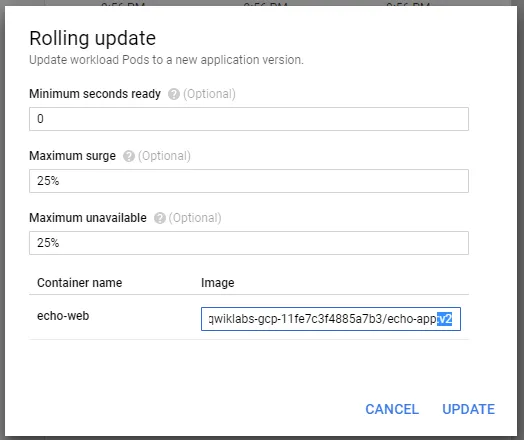 Rolling update
Update workload Pods to a new application version.
Minimum seconds ready ? (Optional)
0
Maximum surge ? (Optional)
25%
Maximum unavailable ? (Optional)
25%
Container name Image
echo-web qwiklabs-gcp-11fe7c3f4885a7b3/echo-app:v2
CANCEL UPDATE